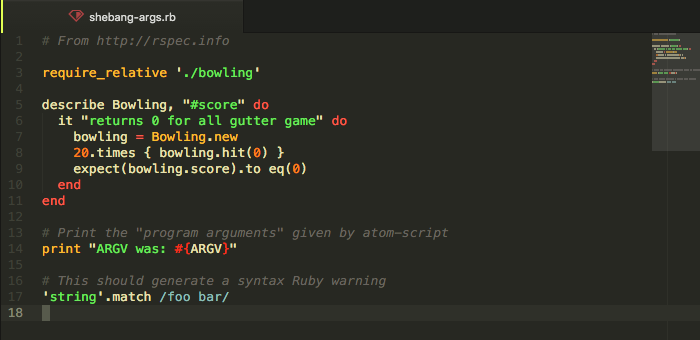 shebang-args.rb
1 # From http://rspec.info
2
3 require_relative './bowling'
4
5 describe Bowling, "#score" do
6   it "returns 0 for all gutter game" do
7     bowling = Bowling.new
8     20.times { bowling.hit(0) }
9     expect(bowling.score).to eq(0)
10   end
11 end
12
13 # Print the "program arguments" given by atom-script
14 print "ARGV was: #{ARGV}"
15
16 # This should generate a syntax Ruby warning
17 'string'.match /foo bar/
18